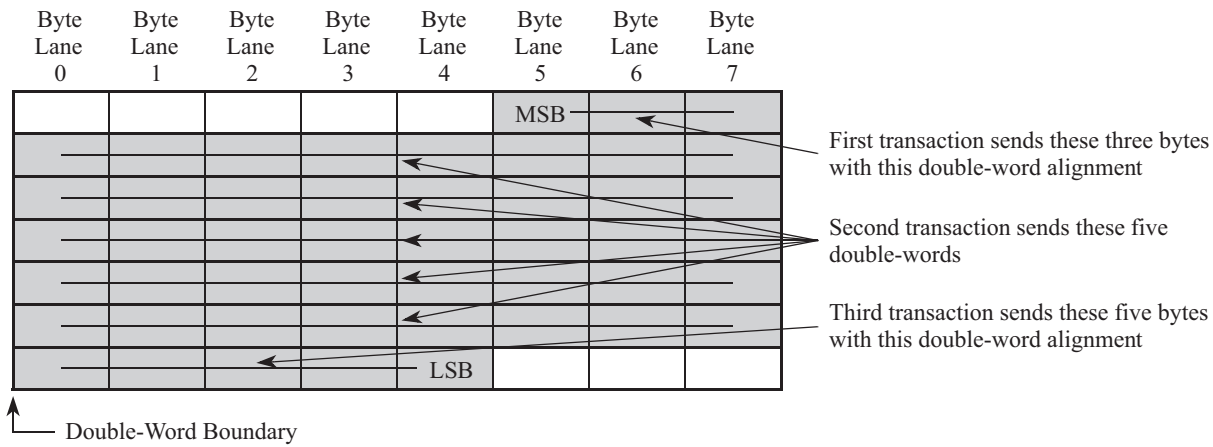 Byte Byte Byte Byte Byte Byte Byte Byte
Lane Lane Lane Lane Lane Lane Lane Lane
0 1 2 3 4 5 6 7
MSB
First transaction sends these three bytes
with this double-word alignment
Second transaction sends these five
double-words
Third transaction sends these five bytes
with this double-word alignment
LSB
Double-Word Boundary